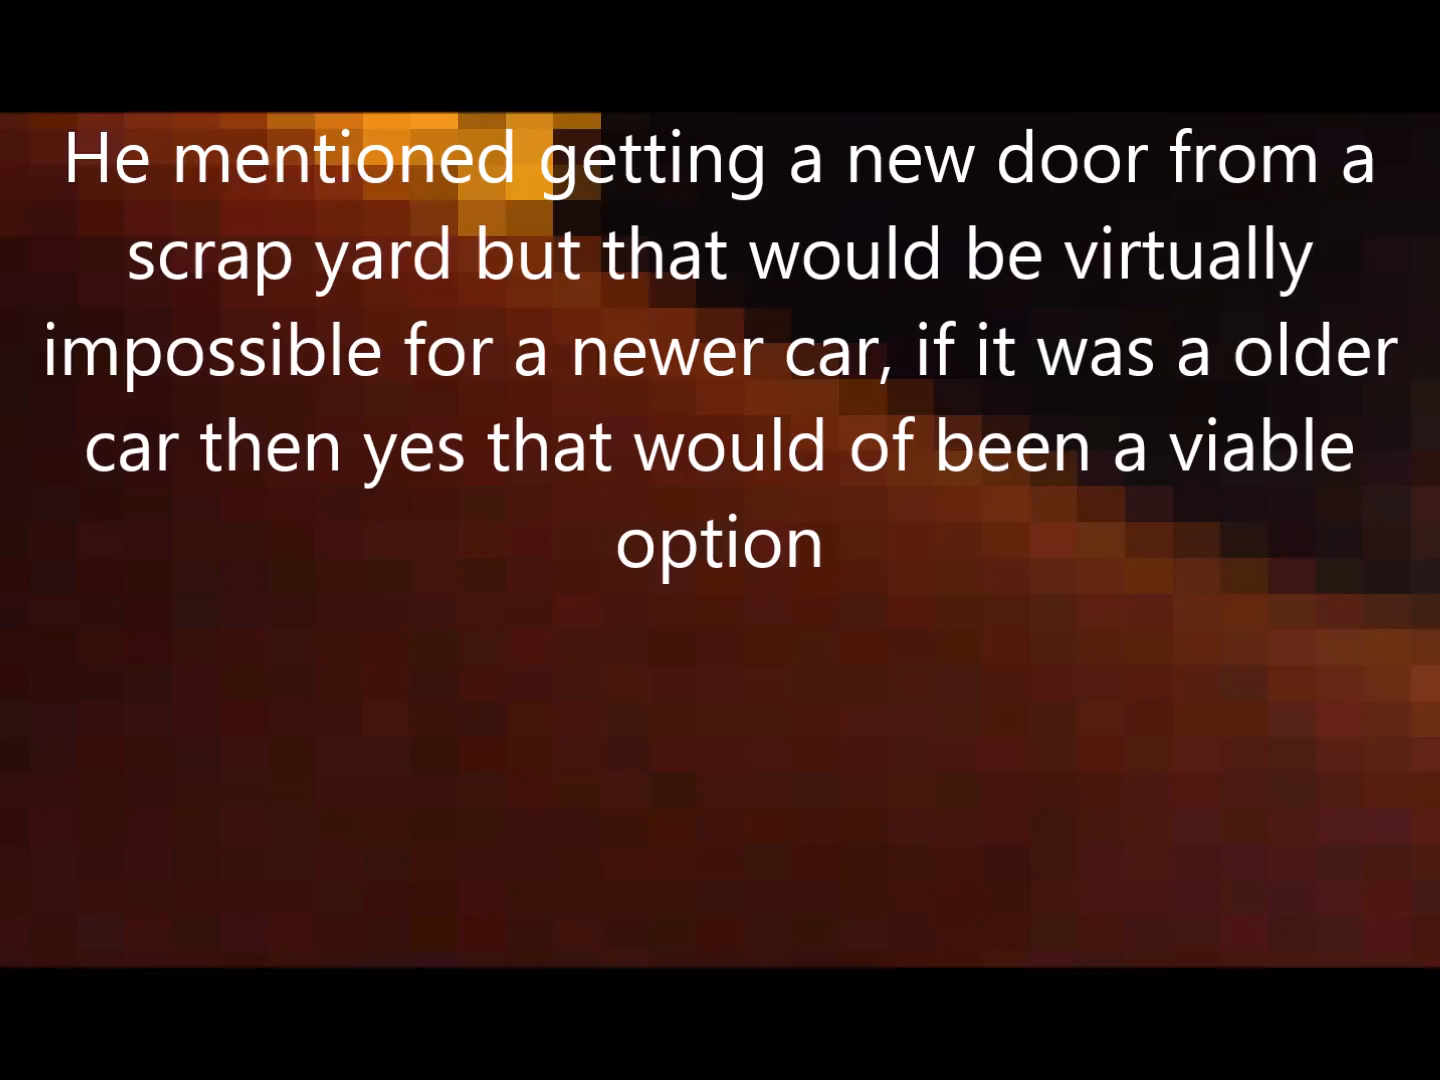 He mentioned getting a new door from a
scrap yard but that would be virtually
impossible for a newer car, if it was a older
car then yes that would of been a viable
option